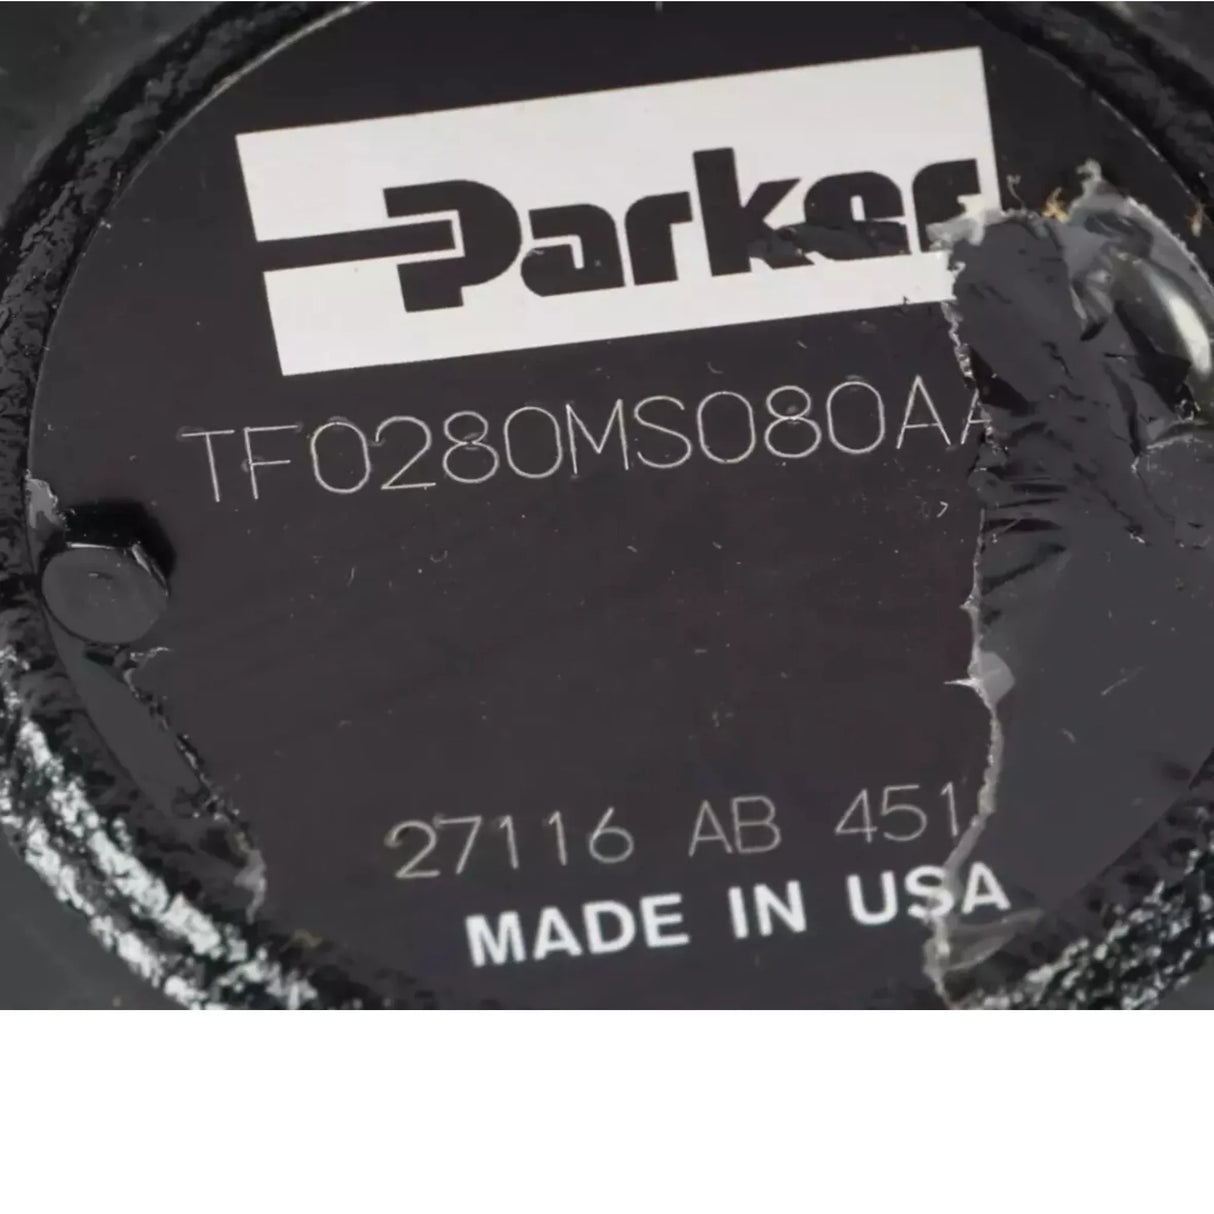 Parker
TF0280MS080AA
27116 AB 451
MADE IN USA